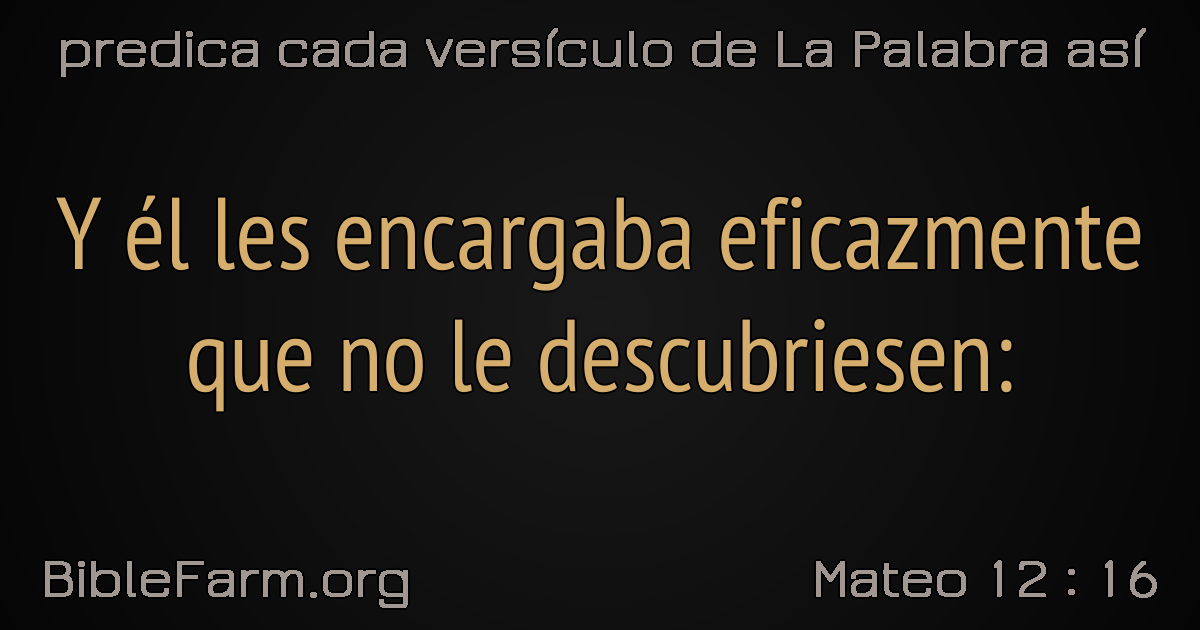 predica cada versículo de La Palabra así
Y él les encargaba eficazmente
que no le descubriesen:
BibleFarm.org
Mateo 12 : 16